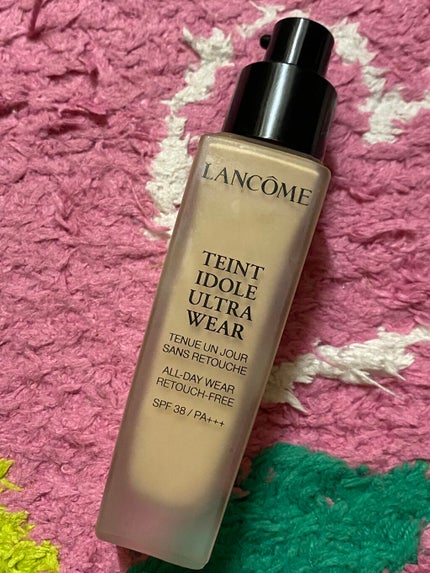 LANCÔME
TEINT
IDOLE
ULTRA
WEAR
TENUE UN JOUR
SANS RETOUCHE
ALL-DAY WEAR
RETOUCH-FREE
SPF 38 / PA+++